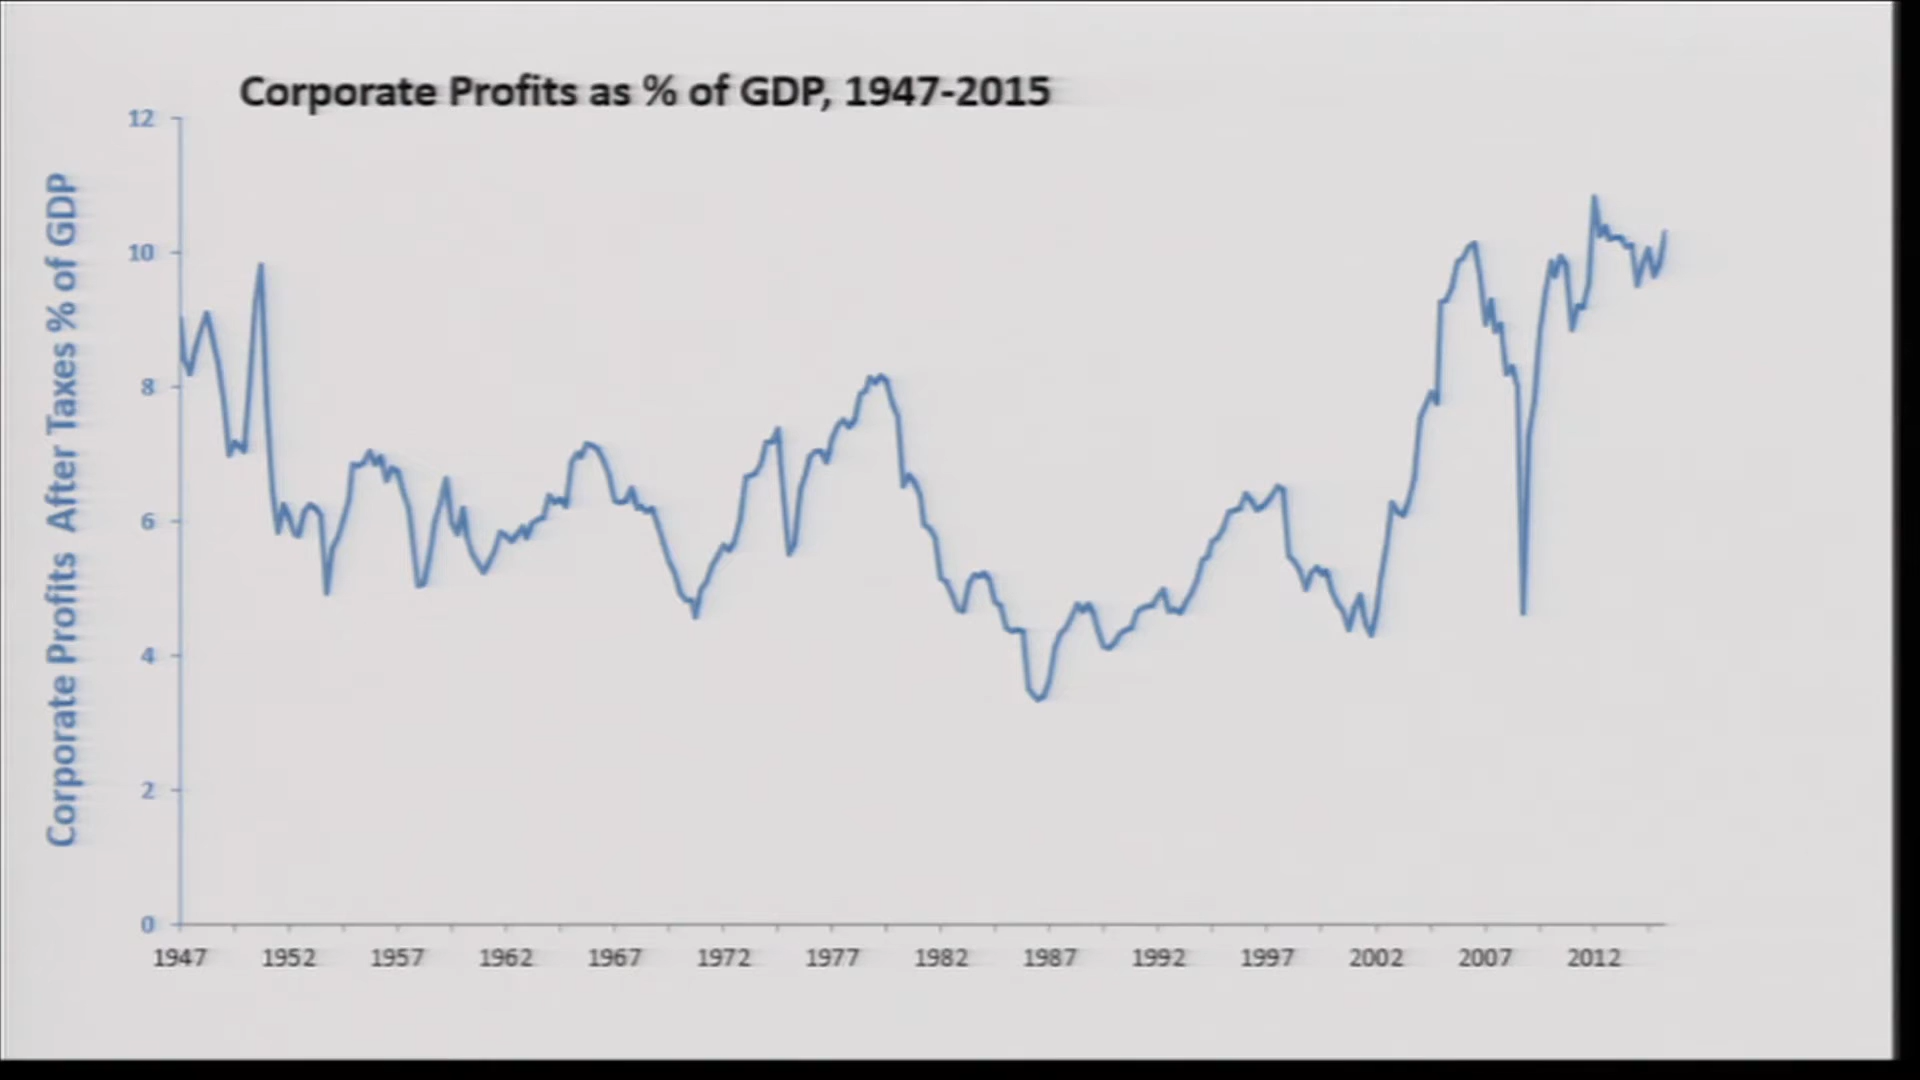 Corporate Profits as % of GDP, 1947-2015
Corporate Profits After Taxes % of GDP
12
10
8
6
4
2
0
1947 1952 1957 1962 1967 1972 1977 1982 1987 1992 1997 2002 2007 2012